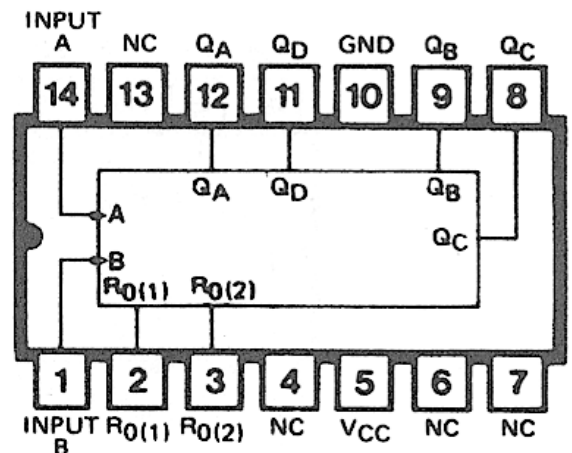 INPUT
A NC QA QD GND QB QC
14 13 12 11 10 9 8
QA QD QB
A
QC
B
R0(1) R0(2)
1 2 3 4 5 6 7
INPUT R0(1) R0(2) NC VCC NC NC
B